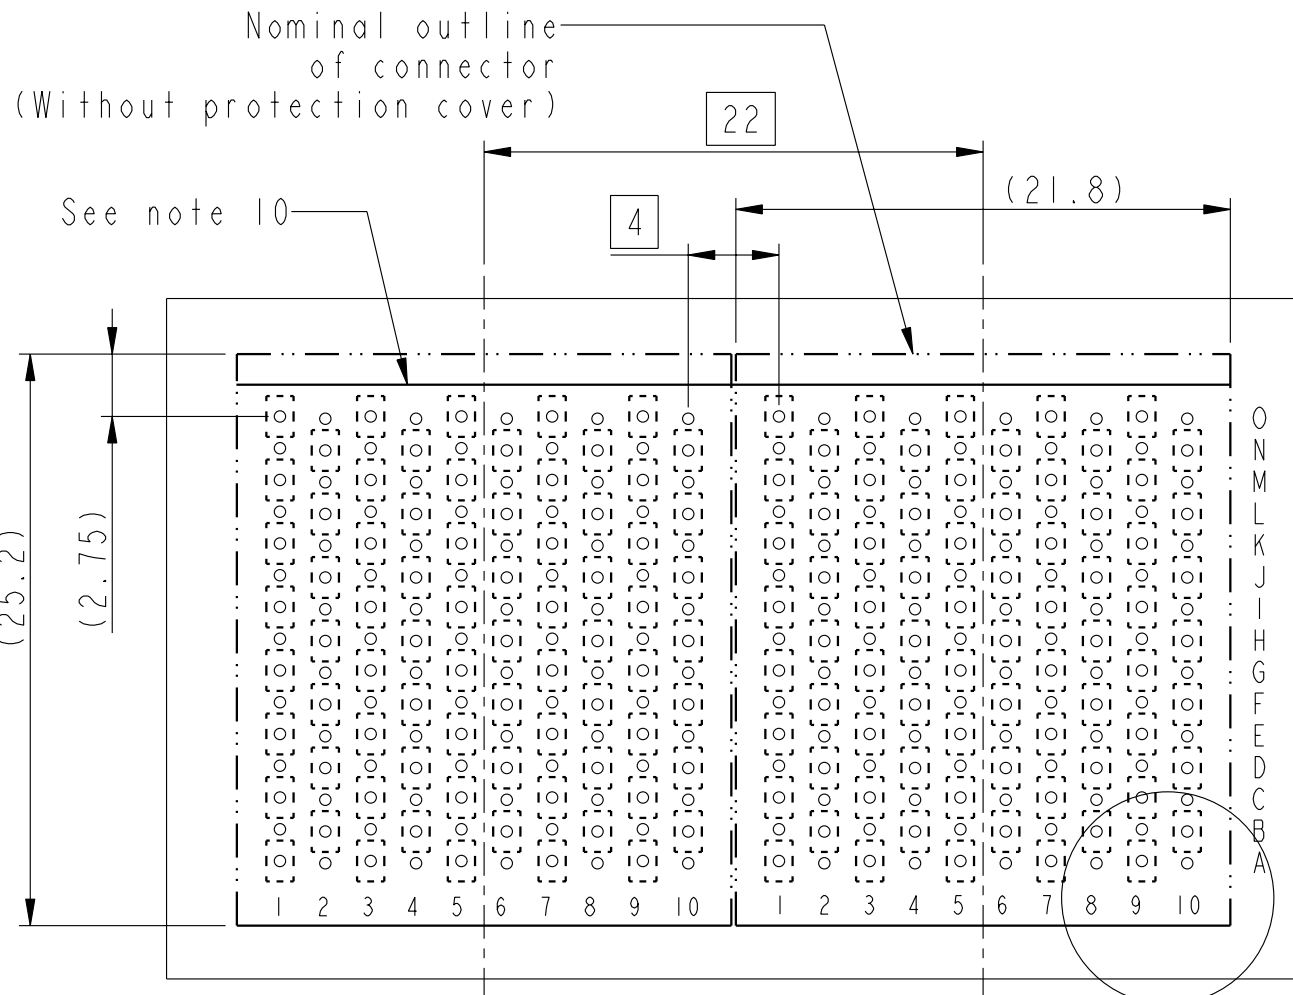 Nominal outline
of connector
(Without protection cover)
22
(21.8)
See note 10
4
(25.2)
(2.75)
O
N
M
L
K
J
I
H
G
F
E
D
C
B
A
1 2 3 4 5 6 7 8 9 10 1 2 3 4 5 6 7 8 9 10